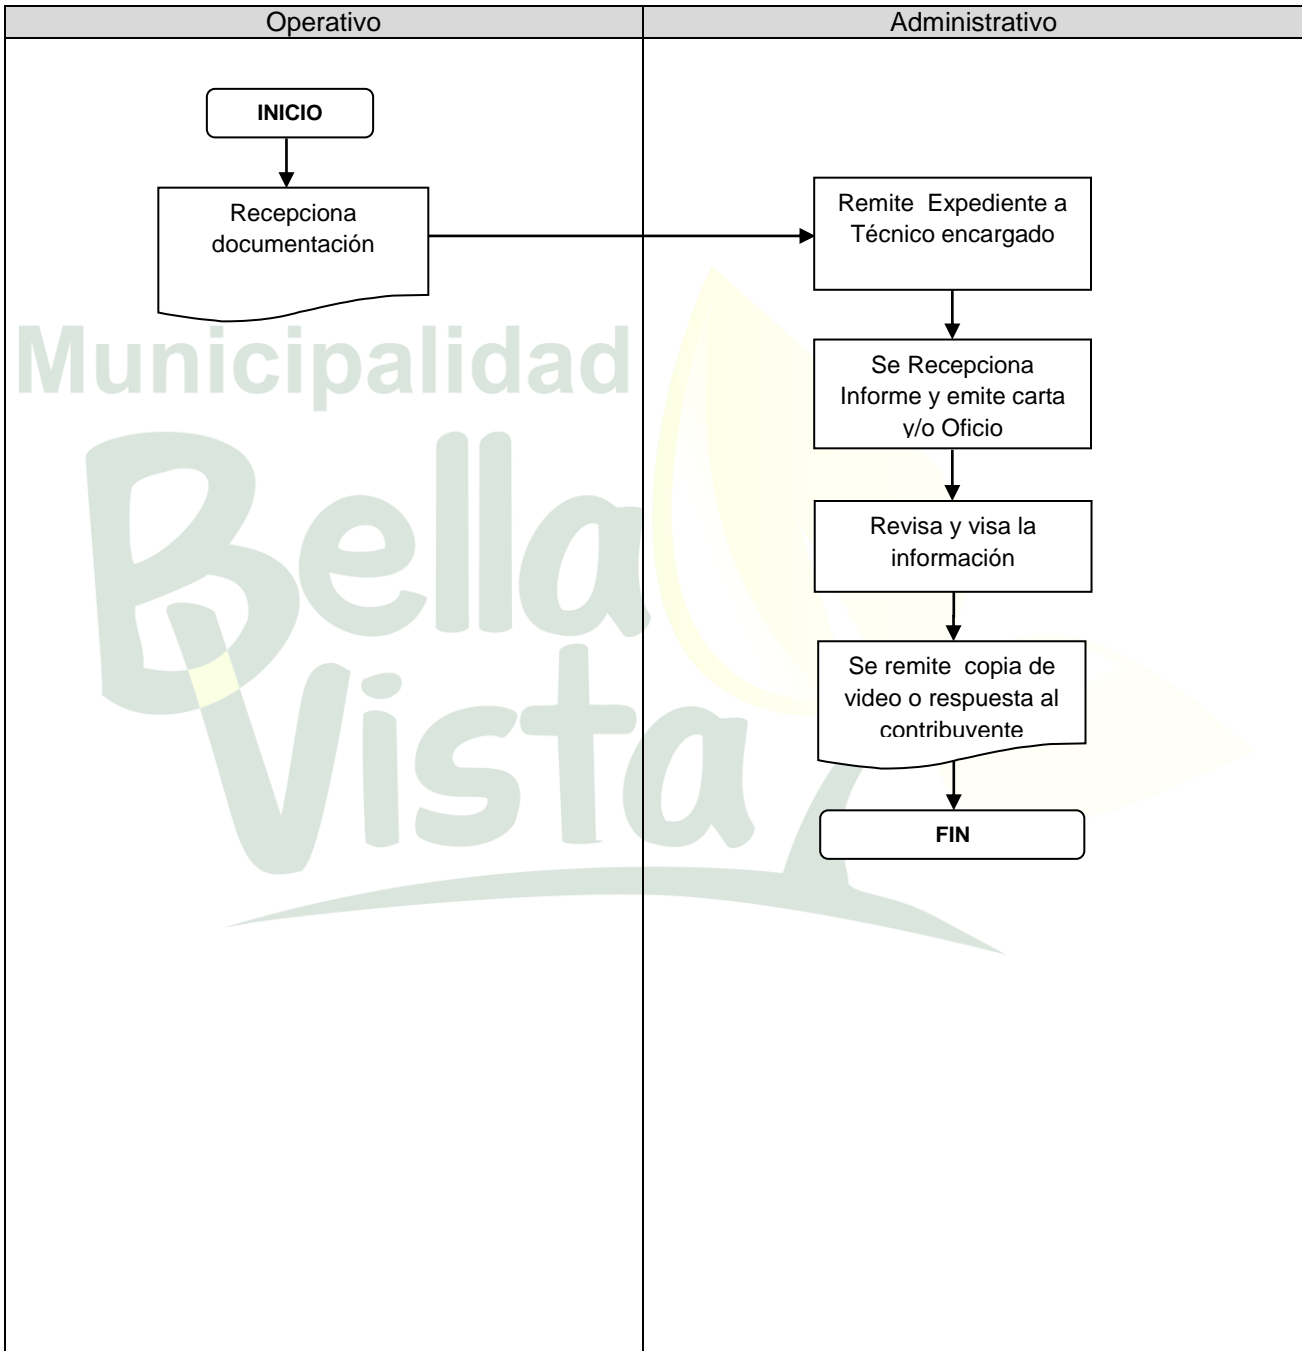 Operativo
Administrativo
INICIO
Recepciona
documentación
Remite Expediente a
Técnico encargado
Se Recepciona
Informe y emite carta
y/o Oficio
Revisa y visa la
información
Se remite copia de
video o respuesta al
contribuyente
FIN
Municipalidad
Bella
Vista